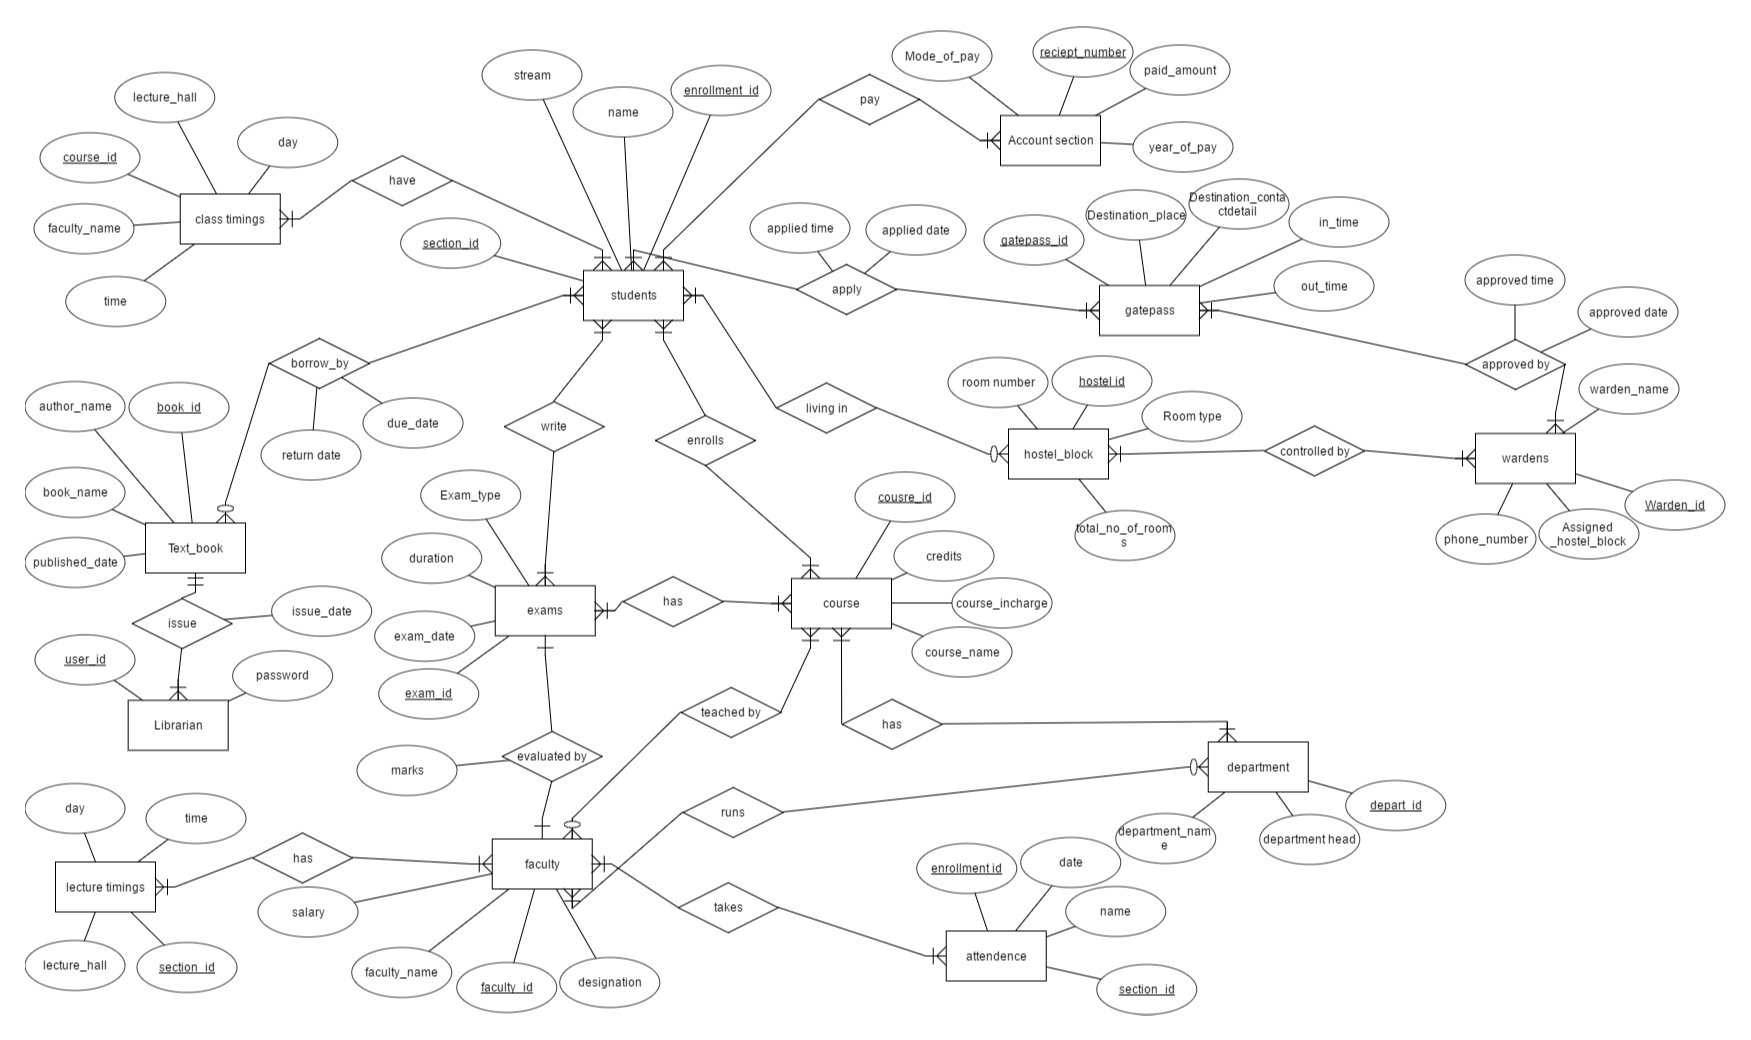 Mode_of_pay
reciept_number
paid_amount
stream
enrollment_id
name
pay
lecture_hall
day
Account section
year_of_pay
course_id
have
class timings
faculty_name
time
section_id
applied time
applied date
gatepass_id
Destination_place
Destination_conta
ctdetail
in_time
out_time
students
apply
gatepass
approved time
approved date
approved by
borrow_by
due_date
return date
author_name
book_id
write
enrolls
living in
room number
hostel id
Room type
warden_name
hostel_block
controlled by
wardens
total_no_of_room
s
phone_number
Assigned
_hostel_block
Warden_id
book_name
Text_book
published_date
Exam_type
duration
exams
exam_date
exam_id
has
cousre_id
credits
course
course_incharge
course_name
issue
issue_date
user_id
password
Librarian
teached by
has
marks
evaluated by
department
depart_id
department_nam
e
department head
runs
day
time
has
lecture timings
faculty
salary
lecture_hall
section_id
faculty_name
faculty_id
designation
takes
enrollment id
date
name
attendence
section_id